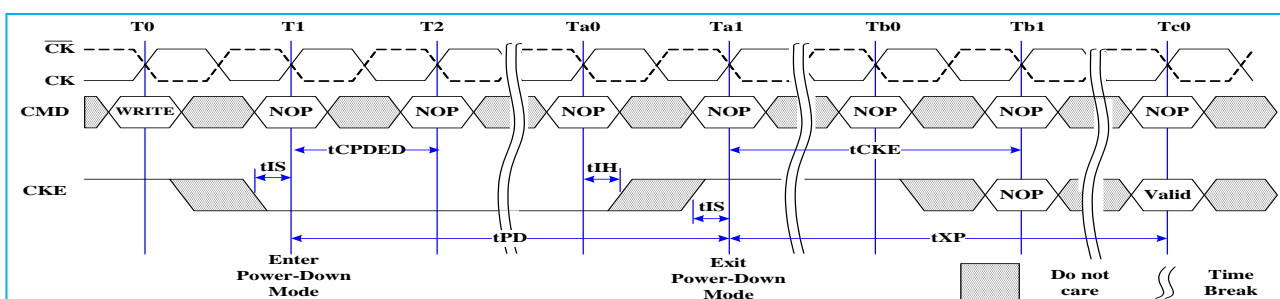 T0 T1 T2 Ta0 Ta1 Tb0 Tb1 Tc0
CK
CK
CMD WRITE NOP NOP NOP NOP NOP NOP NOP
tCPDED tCKE
tIS tIH
CKE NOP Valid
tIS
tPD tXP
Enter
Power-Down
Mode
Exit
Power-Down
Mode
Do not
care
Time
Break